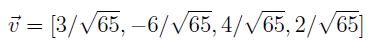 v⃗ = [3/√65, −6/√65, 4/√65, 2/√65]